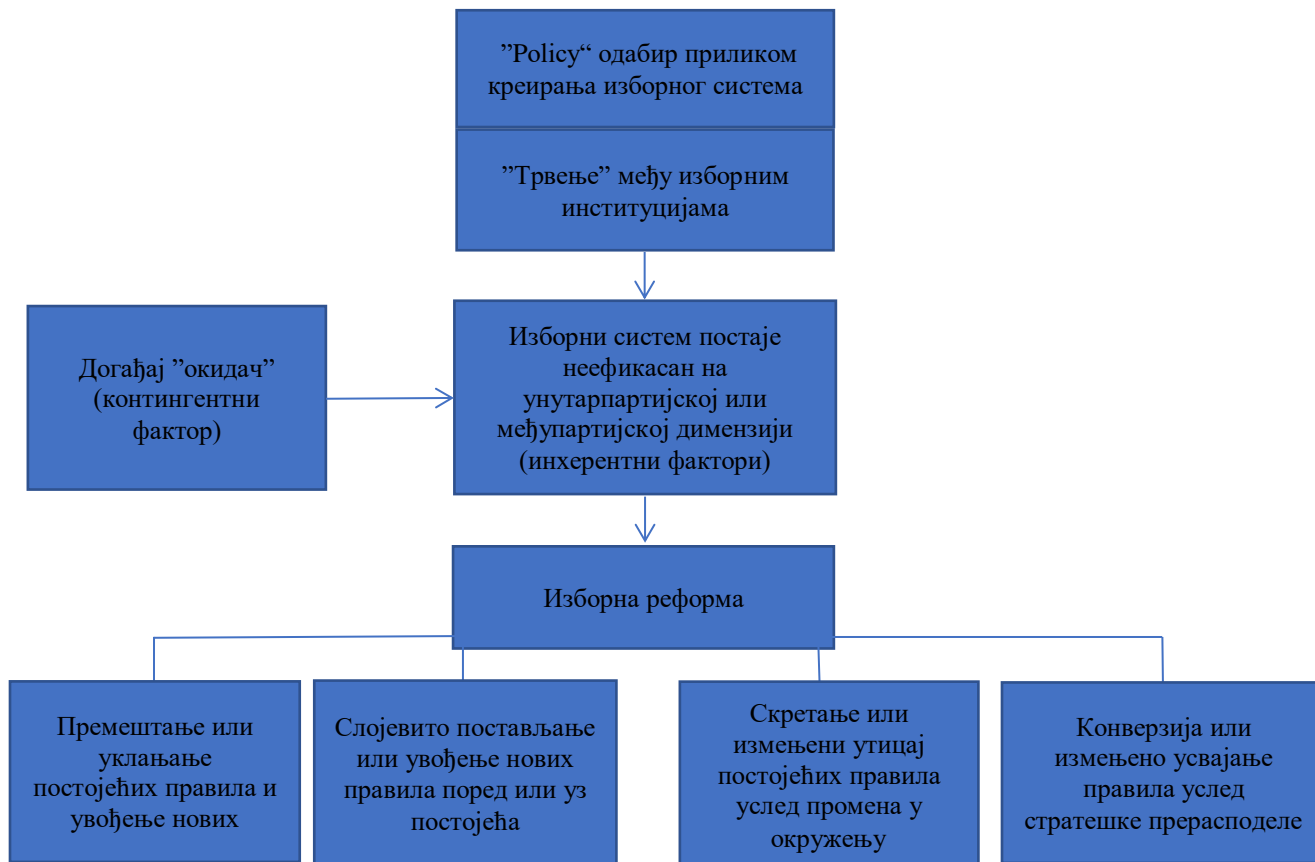 ”Policy“ одабир приликом
креирања изборног система
”Трвење” међу изборним
институцијама
Догађај ”окидач”
(контингентни
фактор)
Изборни систем постаје
неефикасан на
унутарпартијској или
међупартијској димензији
(инхерентни фактори)
Изборна реформа
Премештање или
уклањање
постојећих правила и
увођење нових
Слојевито постављање
или увођење нових
правила поред или уз
постојећа
Скретање или
измењени утицај
постојећих правила
услед промена у
окружењу
Конверзија или
измењено усвајање
правила услед
стратешке прерасподеле